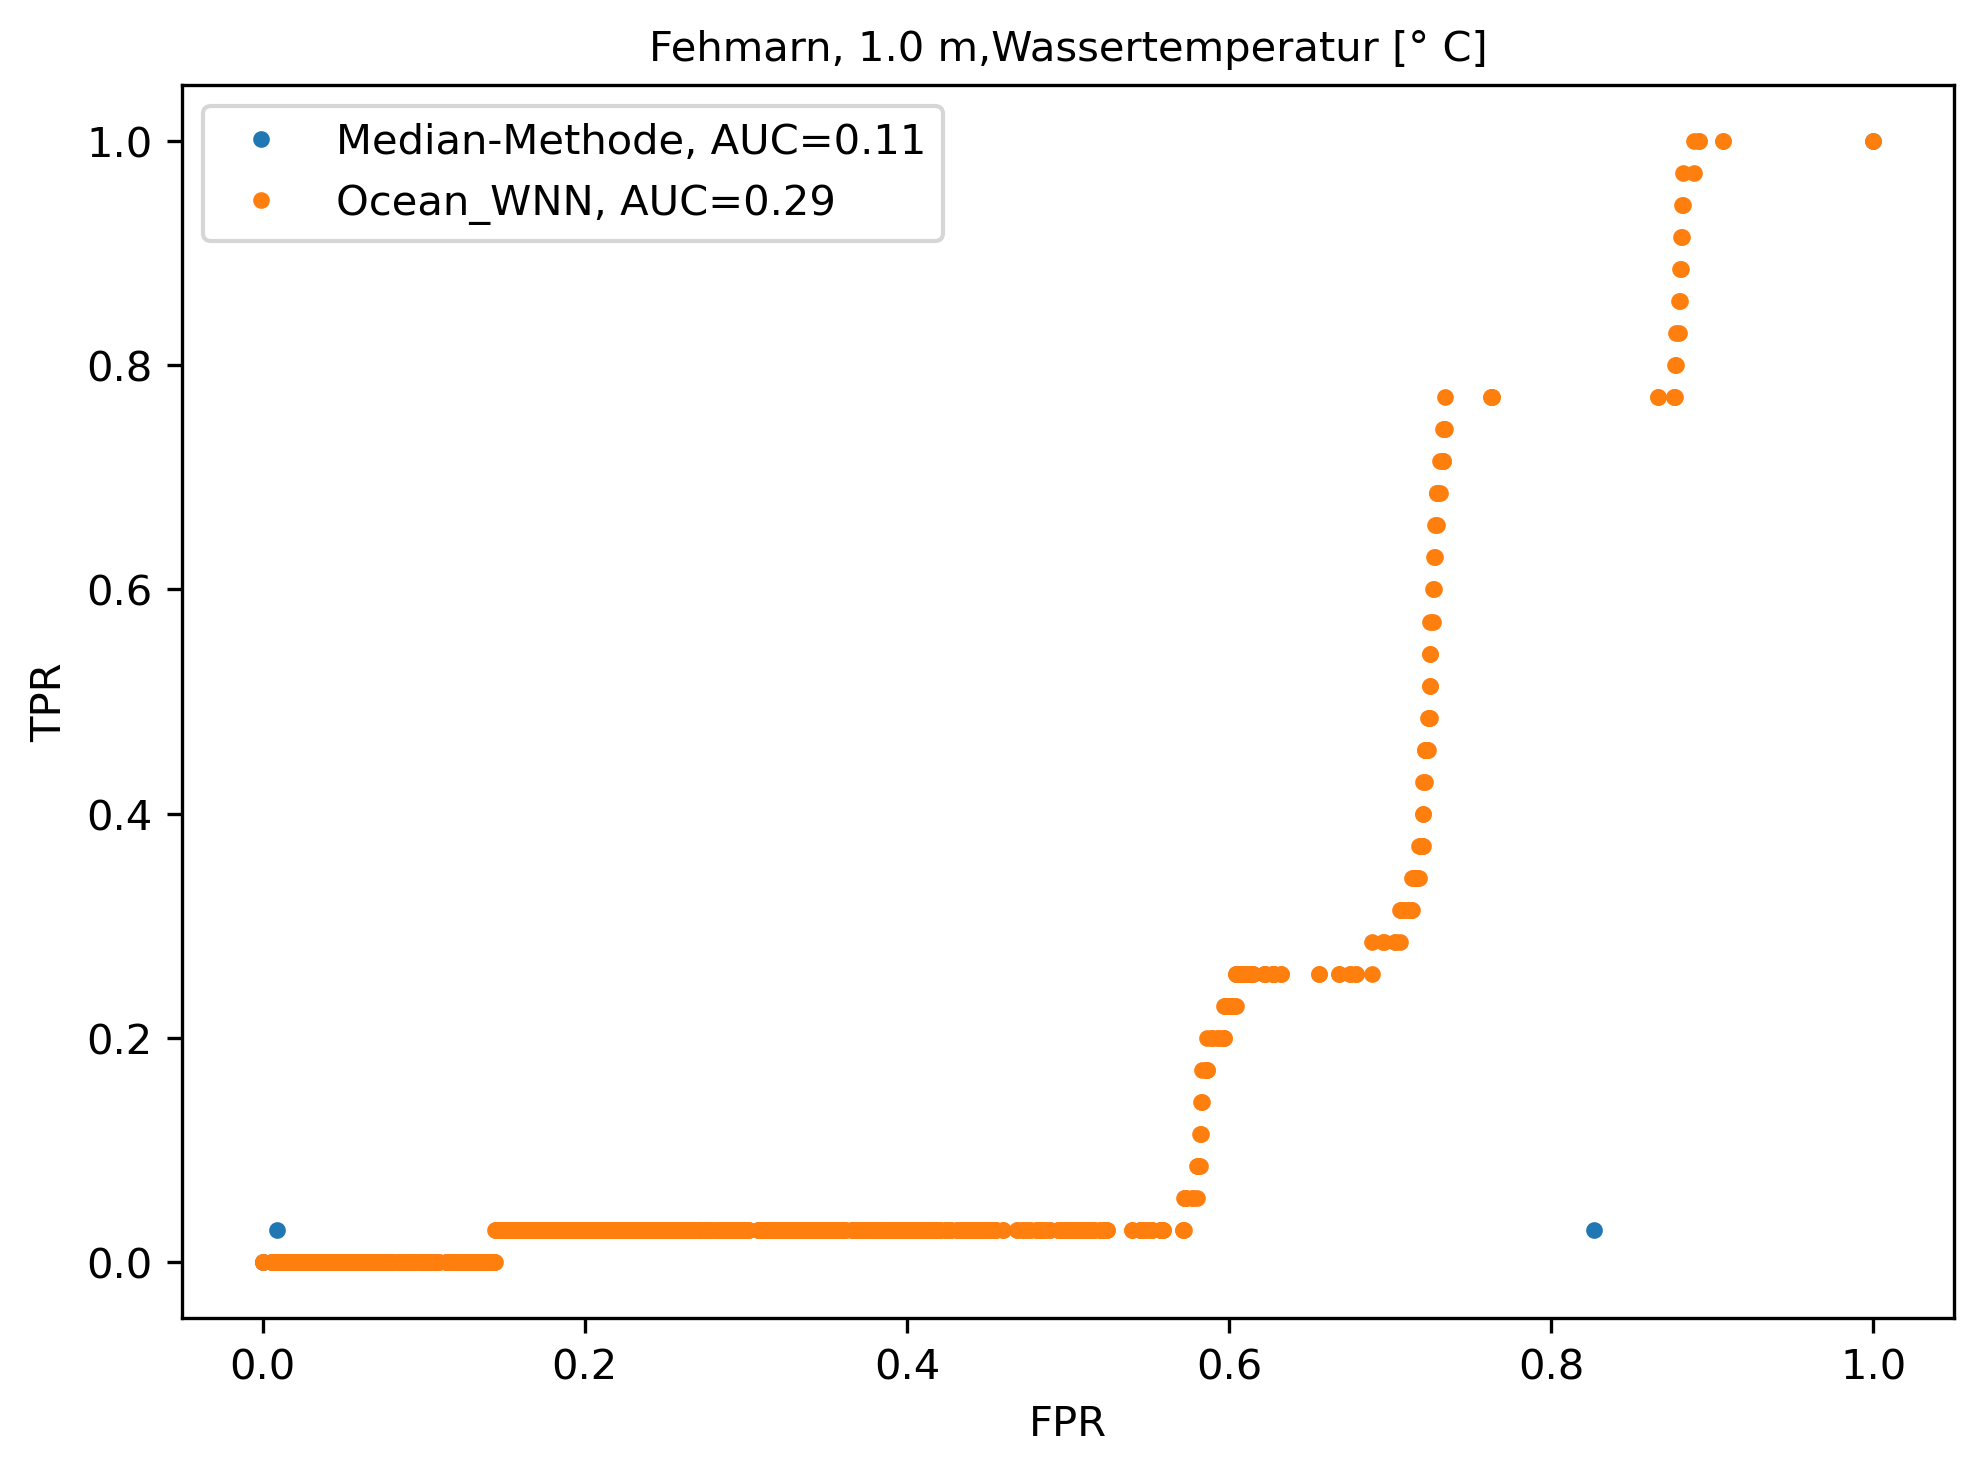 Fehmarn, 1.0 m,Wassertemperatur [° C]
Median-Methode, AUC=0.11
Ocean_WNN, AUC=0.29
1.0
0.8
0.6
0.4
0.2
0.0
TPR
0.0 0.2 0.4 0.6 0.8 1.0
FPR